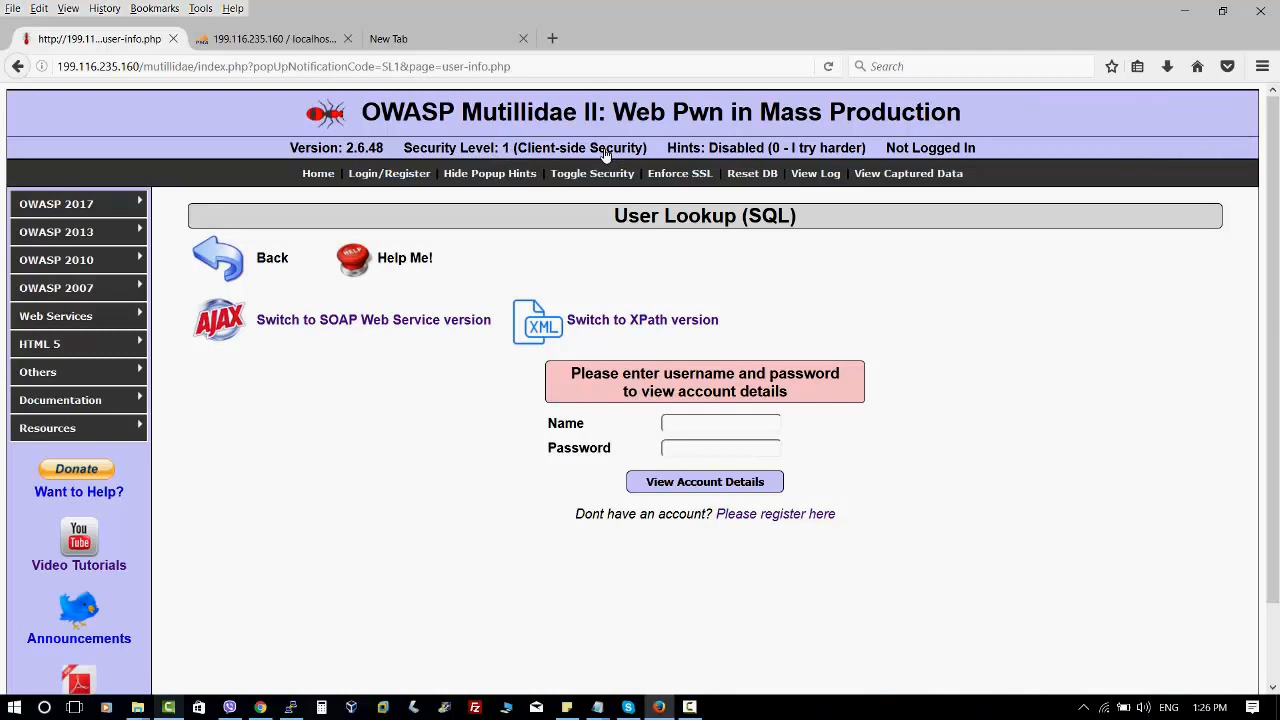 File Edit View History Bookmarks Tools Help
http://199.11...user-info.php 199.116.235.160 / localhos... New Tab
199.116.235.160/mutillidae/index.php?popUpNotificationCode=SL1&page=user-info.php Search
OWASP Mutillidae II: Web Pwn in Mass Production
Version: 2.6.48 Security Level: 1 (Client-side Security) Hints: Disabled (0 - I try harder) Not Logged In
Home | Login/Register | Hide Popup Hints | Toggle Security | Enforce SSL | Reset DB | View Log | View Captured Data
OWASP 2017
OWASP 2013
OWASP 2010
OWASP 2007
Web Services
HTML 5
Others
Documentation
Resources
Donate
Want to Help?
You
Tube
Video Tutorials
Announcements
User Lookup (SQL)
Back
HELP
Help Me!
AJAX
Switch to SOAP Web Service version
XML
Switch to XPath version
Please enter username and password
to view account details
Name
Password
View Account Details
Dont have an account? Please register here
ENG 1:26 PM